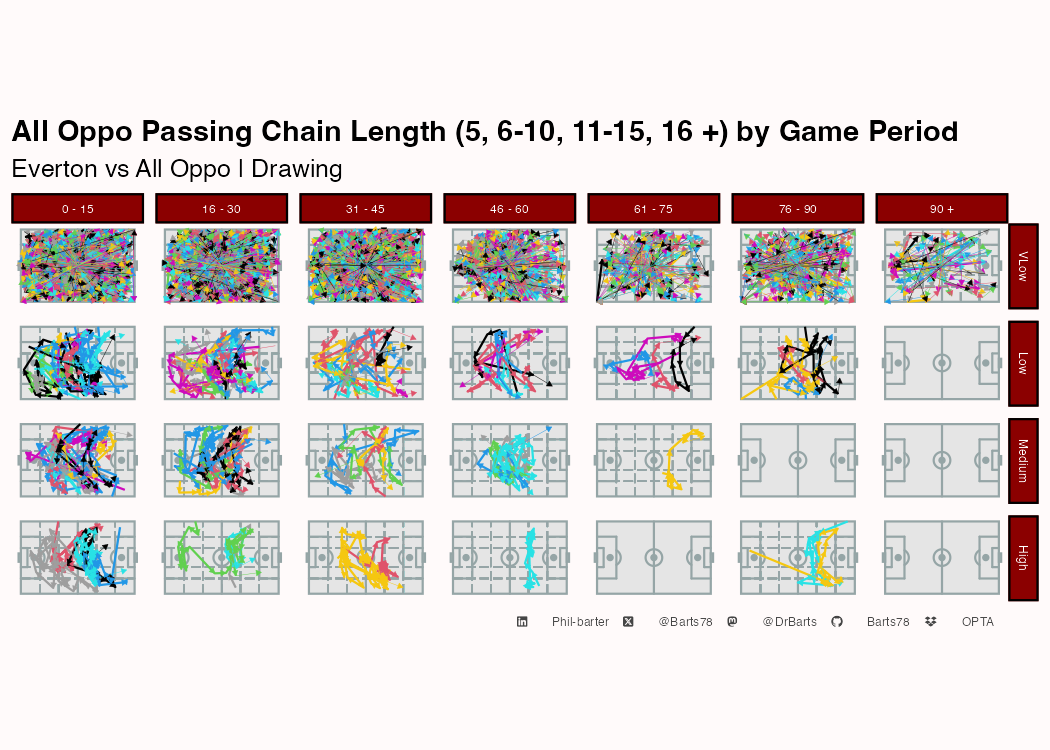 All Oppo Passing Chain Length (5, 6-10, 11-15, 16 +) by Game Period
Everton vs All Oppo | Drawing
0 - 15 16 - 30 31 - 45 46 - 60 61 - 75 76 - 90 90 +
VLow
Low
Medium
High
Phil-barter @Barts78 @DrBarts Barts78 OPTA